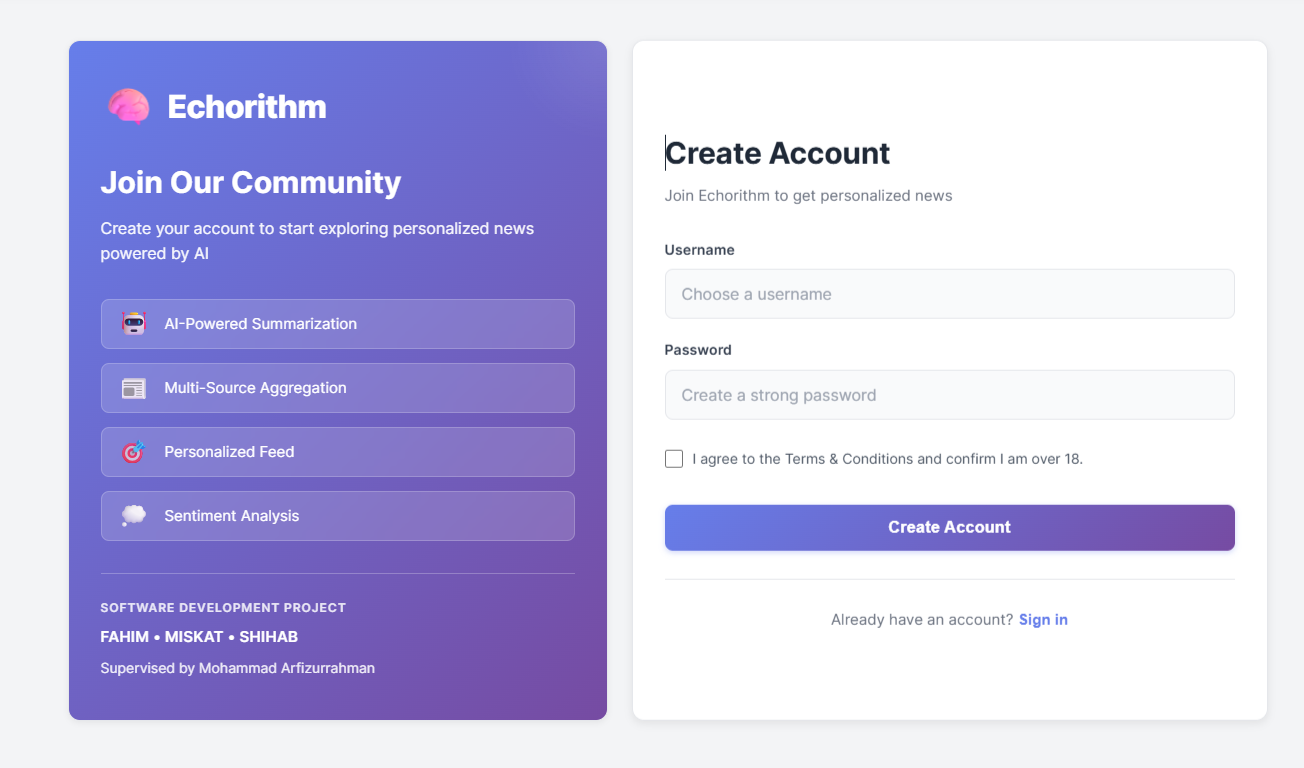 Echorithm
Join Our Community
Create your account to start exploring personalized news
powered by AI
AI-Powered Summarization
Multi-Source Aggregation
Personalized Feed
Sentiment Analysis
SOFTWARE DEVELOPMENT PROJECT
FAHIM • MISKAT • SHIHAB
Supervised by Mohammad Arfizurrahman
Create Account
Join Echorithm to get personalized news
Username
Choose a username
Password
Create a strong password
I agree to the Terms & Conditions and confirm I am over 18.
Create Account
Already have an account? Sign in